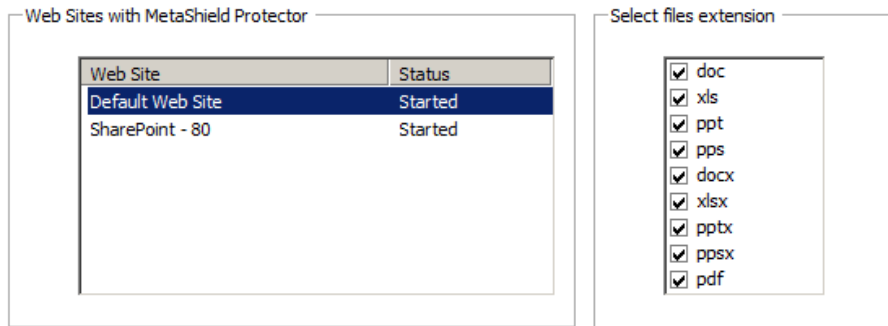 Web Sites with MetaShield Protector
Web Site Status
Default Web Site Started
SharePoint - 80 Started
Select files extension
doc
xls
ppt
pps
docx
xlsx
pptx
ppsx
pdf